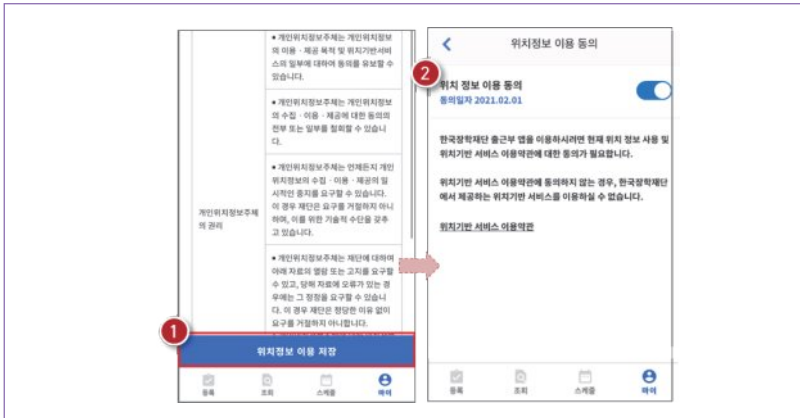 • 개인위치정보주체는 개인위치정보
의 이용 · 제공 목적 및 위치기반서비
스의 일부에 대하여 동의를 유보할 수
있습니다.
• 개인위치정보주체는 개인위치정보
의 수집 · 이용 · 제공에 대한 동의의
전부 또는 일부를 철회할 수 있습니
다.
개인위치정보주체
의 권리
• 개인위치정보주체는 언제든지 개인
위치정보의 수집 · 이용 · 제공의 일
시적인 중지를 요구할 수 있습니다.
이 경우 재단은 요구를 거절하지 아니
하며, 이를 위한 기술적 수단을 갖추
고 있습니다.
• 개인위치정보주체는 재단에 대하여
아래 자료의 열람 또는 고지를 요구할
수 있고, 당해 자료에 오류가 있는 경
우에는 그 정정을 요구할 수 있습니
다. 이 경우 재단은 정당한 이유 없이
요구를 거절하지 아니합니다.
1
위치정보 이용 저장
등록 조회 스케줄 마이
위치정보 이용 동의
2
위치 정보 이용 동의
동의일자 2021.02.01
한국장학재단 출근부 앱을 이용하시려면 현재 위치 정보 사용 및
위치기반 서비스 이용약관에 대한 동의가 필요합니다.
위치기반 서비스 이용약관에 동의하지 않는 경우, 한국장학재단
에서 제공하는 위치기반 서비스를 이용하실 수 없습니다.
위치기반 서비스 이용약관
등록 조회 스케줄 마이